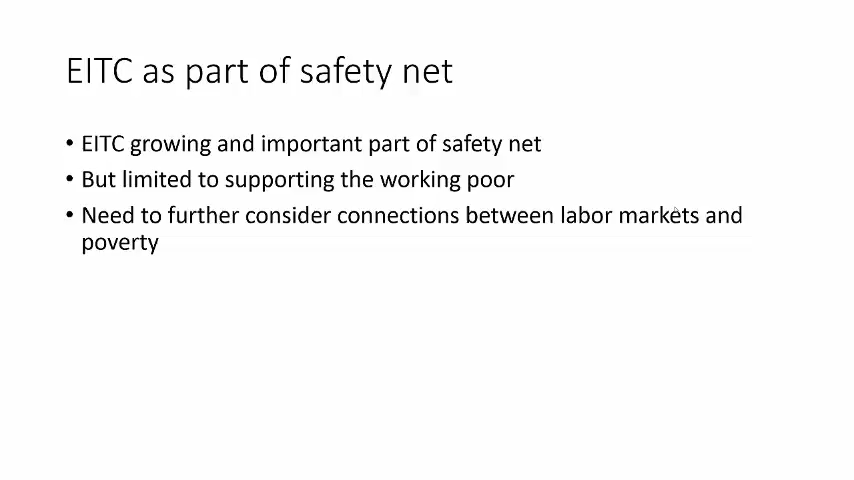 EITC as part of safety net
• EITC growing and important part of safety net
• But limited to supporting the working poor
• Need to further consider connections between labor markets and
poverty